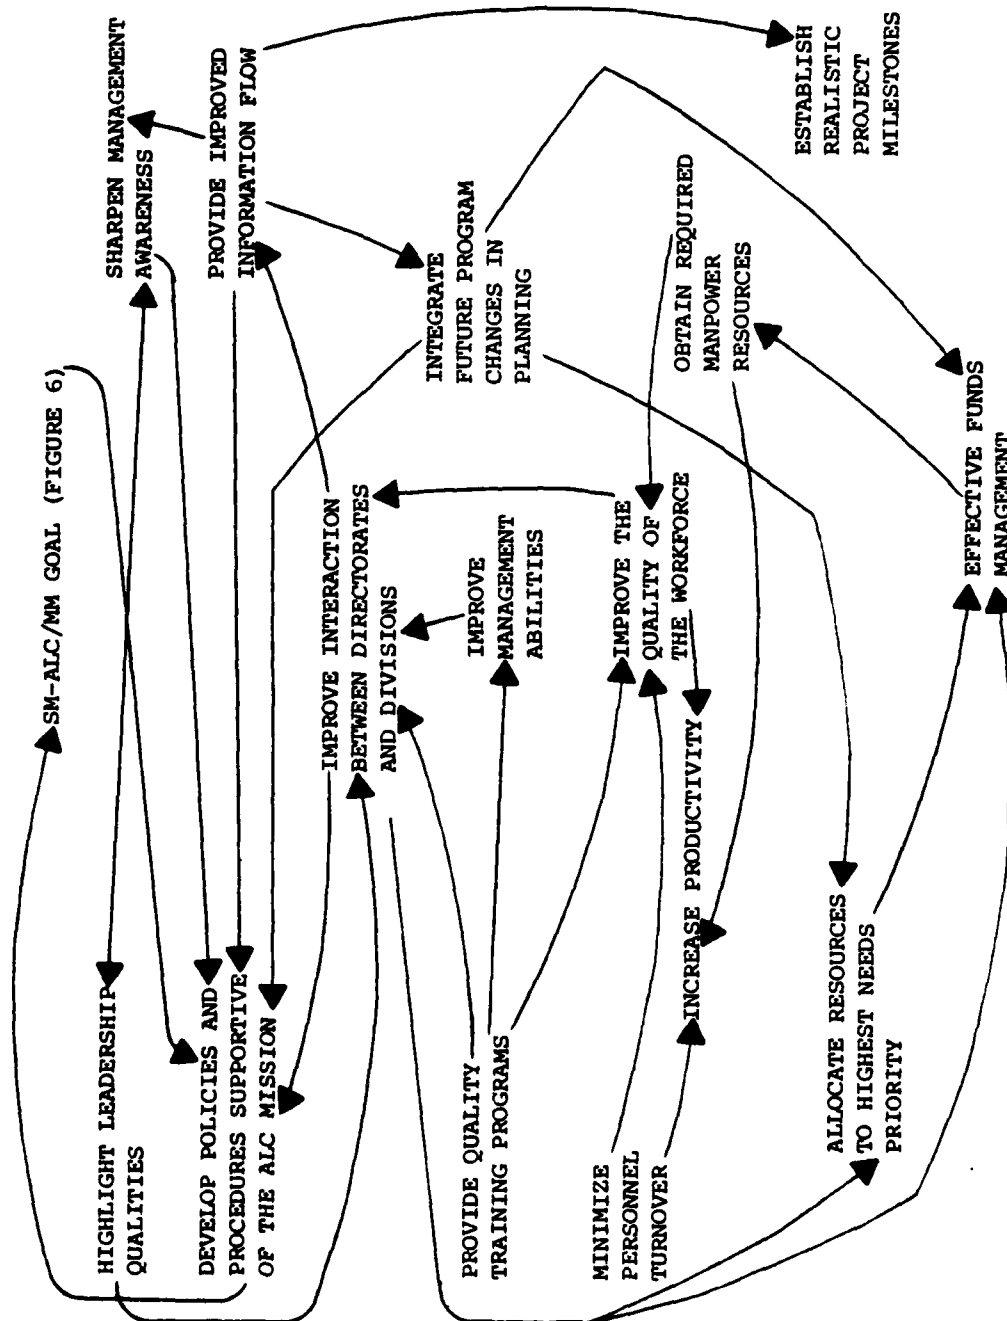 SM-ALC/MM GOAL (FIGURE 6)
HIGHLIGHT LEADERSHIP
QUALITIES
SHARPEN MANAGEMENT
AWARENESS
DEVELOP POLICIES AND
PROCEDURES SUPPORTIVE
OF THE ALC MISSION
PROVIDE IMPROVED
INFORMATION FLOW
IMPROVE INTERACTION
BETWEEN DIRECTORATES
AND DIVISIONS
INTEGRATE
FUTURE PROGRAM
CHANGES IN
PLANNING
PROVIDE QUALITY
TRAINING PROGRAMS
IMPROVE
MANAGEMENT
ABILITIES
MINIMIZE
PERSONNEL
TURNOVER
IMPROVE THE
QUALITY OF
THE WORKFORCE
OBTAIN REQUIRED
MANPOWER
RESOURCES
INCREASE PRODUCTIVITY
ESTABLISH
REALISTIC
PROJECT
MILESTONES
ALLOCATE RESOURCES
TO HIGHEST NEEDS
PRIORITY
EFFECTIVE FUNDS
MANAGEMENT